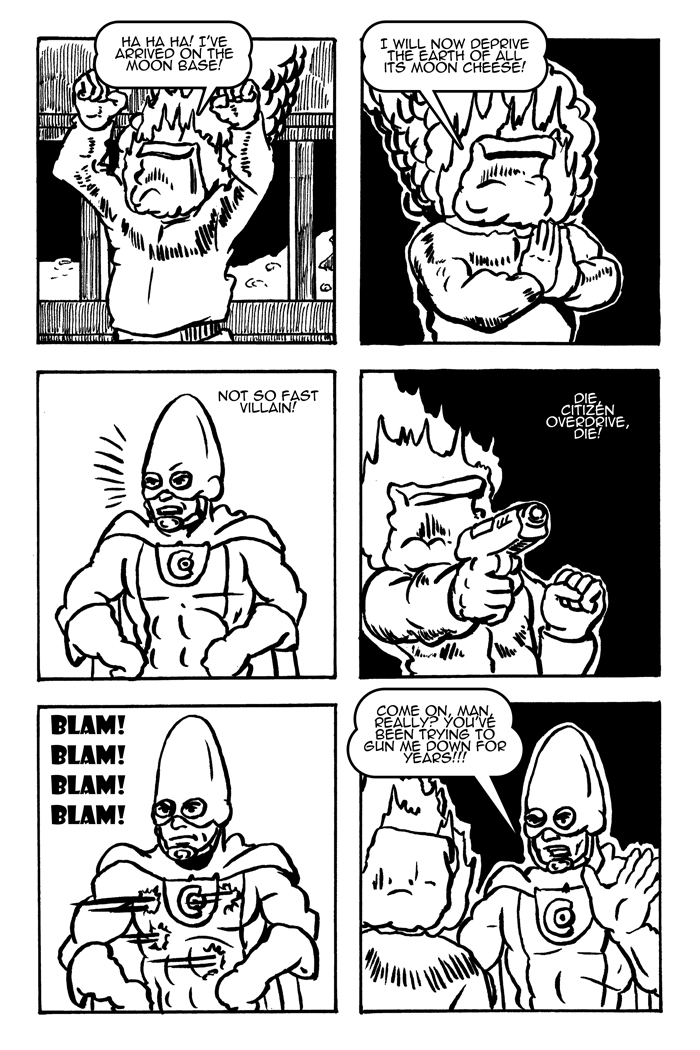 HA HA HA! I'VE
ARRIVED ON THE
MOON BASE!
I WILL NOW DEPRIVE
THE EARTH OF ALL
ITS MOON CHEESE!
NOT SO FAST
VILLAIN!
DIE,
CITIZEN
OVERDRIVE,
DIE!
BLAM!
BLAM!
BLAM!
BLAM!
COME ON, MAN,
REALLY? YOU'VE
BEEN TRYING TO
GUN ME DOWN FOR
YEARS!!!